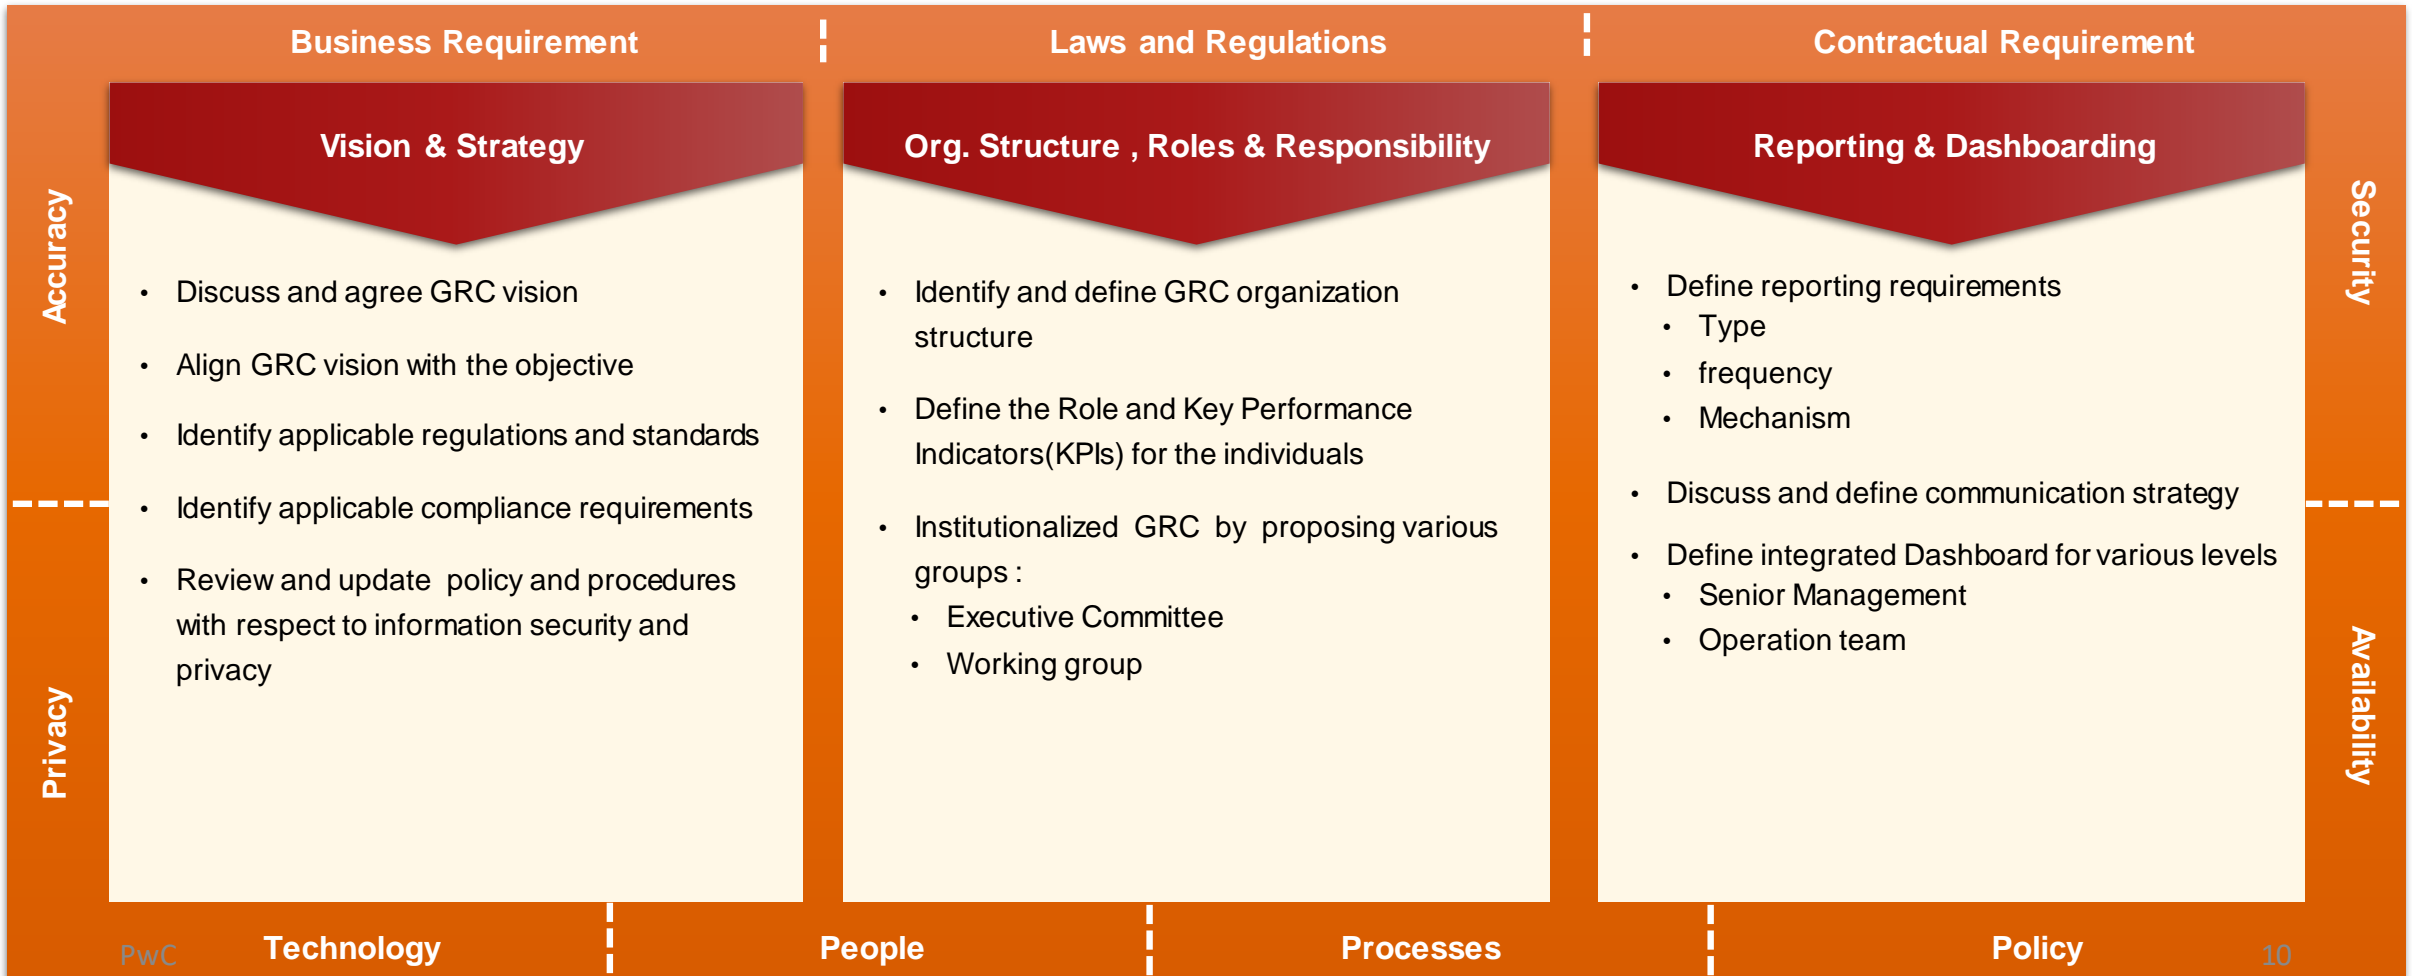 Business Requirement
Laws and Regulations
Contractual Requirement
Accuracy
Privacy
Vision & Strategy
• Discuss and agree GRC vision
• Align GRC vision with the objective
• Identify applicable regulations and standards
• Identify applicable compliance requirements
• Review and update policy and procedures
with respect to information security and
privacy
Org. Structure , Roles & Responsibility
• Identify and define GRC organization
structure
• Define the Role and Key Performance
Indicators(KPIs) for the individuals
• Institutionalized GRC by proposing various
groups :
• Executive Committee
• Working group
Reporting & Dashboarding
• Define reporting requirements
• Type
• frequency
• Mechanism
• Discuss and define communication strategy
• Define integrated Dashboard for various levels
• Senior Management
• Operation team
Security
Availability
PwC
Technology
People
Processes
Policy
10